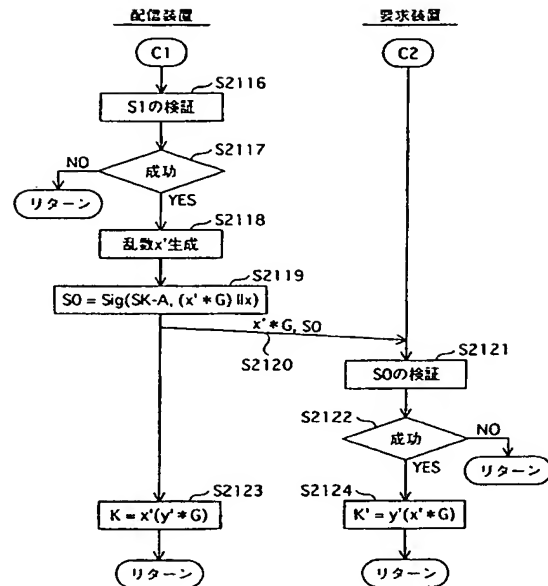 配信装置
要求装置
C1
C2
S2116
S1の検証
S2117
成功
NO
YES
リターン
S2118
乱数x'生成
S2119
S0 = Sig(SK-A, (x'*G) ||x)
x'*G, S0
S2120
S2121
S0の検証
S2122
成功
NO
YES
リターン
S2123
K = x'(y'*G)
S2124
K' = y'(x'*G)
リターン
リターン